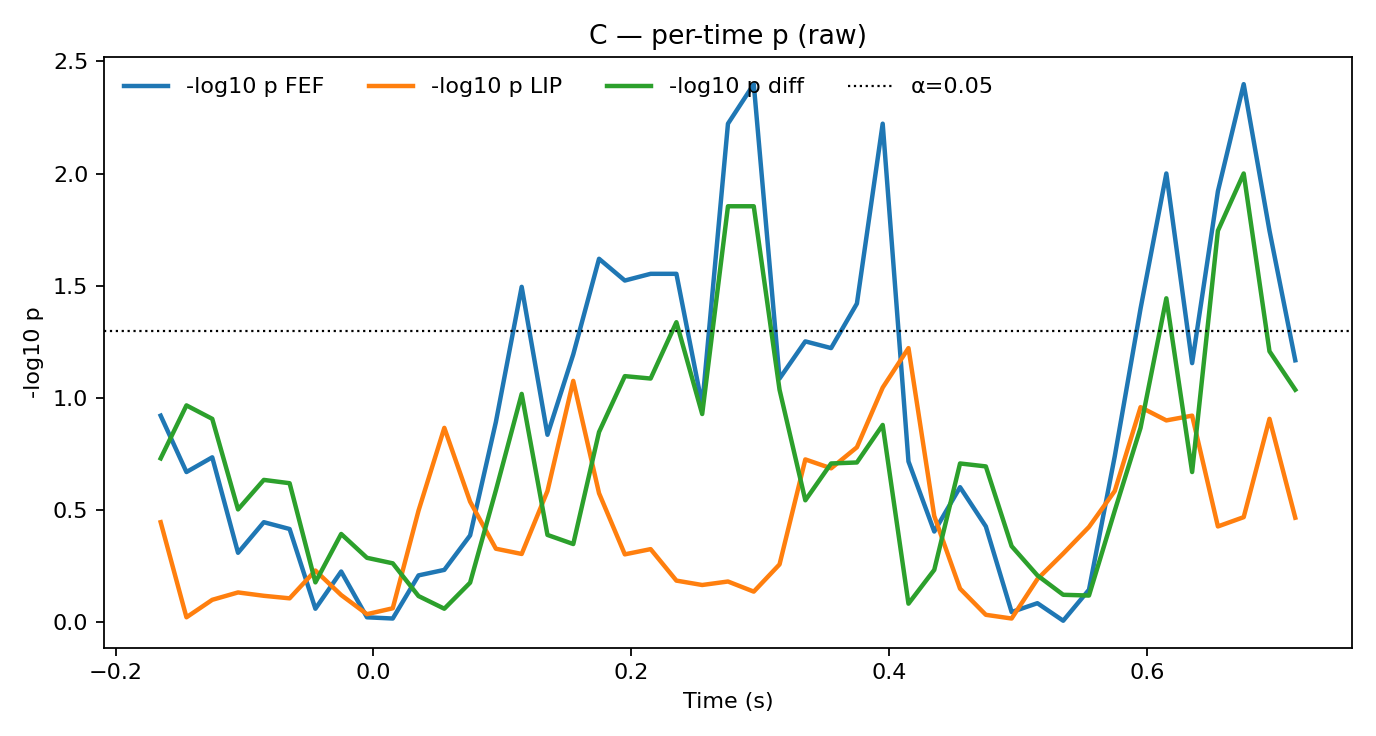 C — per-time p (raw)
-log10 p FEF
-log10 p LIP
-log10 p diff
α=0.05
2.5
2.0
1.5
1.0
0.5
0.0
-log10 p
−0.2
0.0
0.2
0.4
0.6
Time (s)